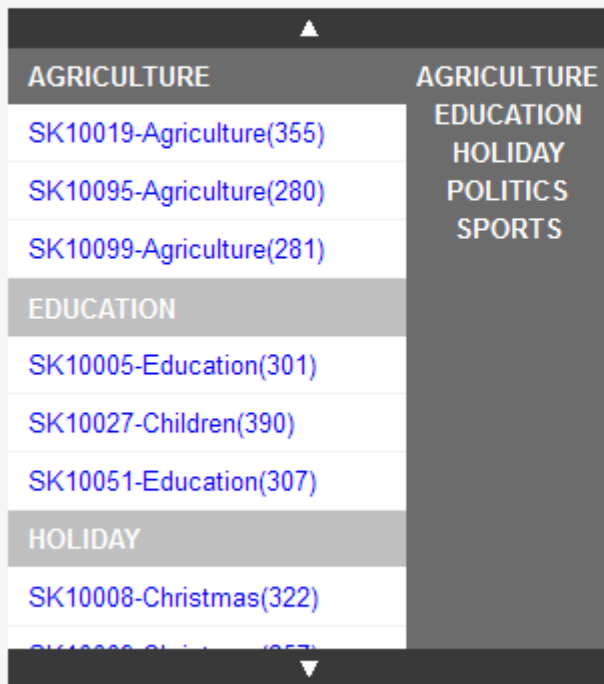 AGRICULTURE
SK10019-Agriculture(355)
SK10095-Agriculture(280)
SK10099-Agriculture(281)
EDUCATION
SK10005-Education(301)
SK10027-Children(390)
SK10051-Education(307)
HOLIDAY
SK10008-Christmas(322)
AGRICULTURE
EDUCATION
HOLIDAY
POLITICS
SPORTS